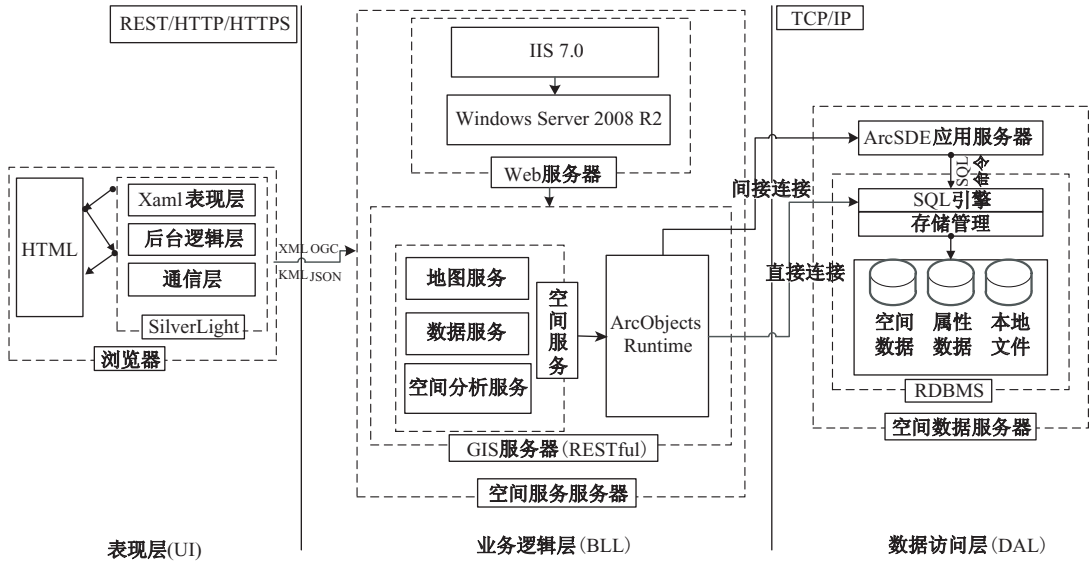 REST/HTTP/HTTPS
HTML
Xaml表现层
后台逻辑层
通信层
SilverLight
浏览器
XML OGC
KML JSON
表现层(UI)
IIS 7.0
Windows Server 2008 R2
Web服务器
地图服务
数据服务
空间分析服务
空间服务
ArcObjects
Runtime
GIS服务器(RESTful)
空间服务服务器
业务逻辑层(BLL)
TCP/IP
间接连接
直接连接
ArcSDE应用服务器
SQL
命令
SQL引擎
存储管理
空间
数据
属性
数据
本地
文件
RDBMS
空间数据服务器
数据访问层(DAL)